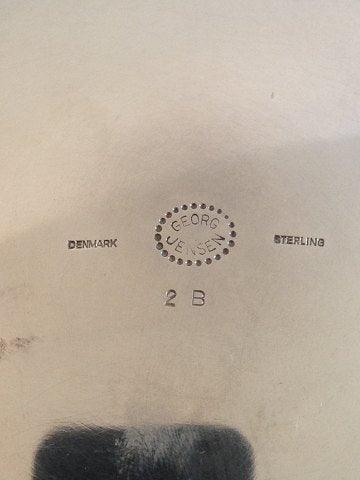 GEORG
JENSEN
DENMARK
STERLING
2 B